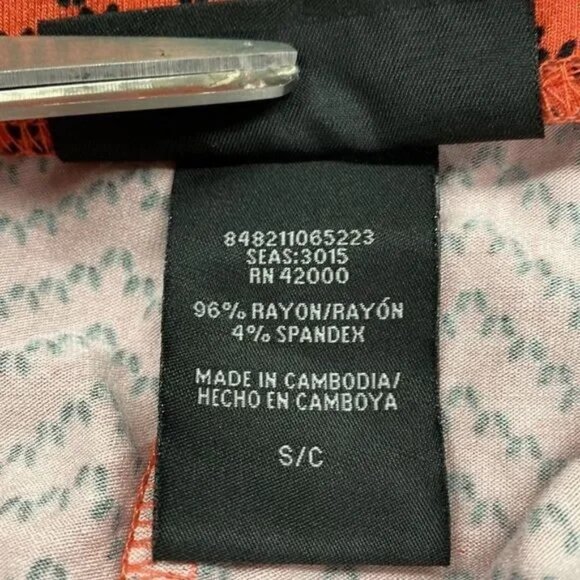 848211065223
SEAS:3015
RN 42000
96% RAYON/RAYÓN
4% SPANDEX
MADE IN CAMBODIA/
HECHO EN CAMBOYA
S/C